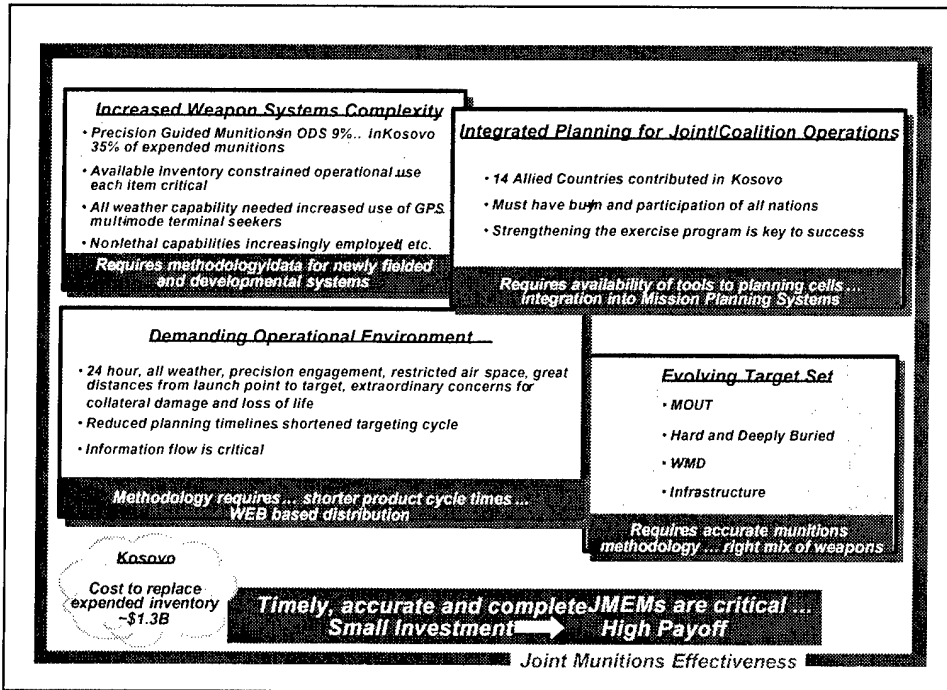 Increased Weapon Systems Complexity
• Precision Guided Munitions in ODS 9%.. inKosovo
35% of expended munitions
• Available inventory constrained operational use
each item critical
• All weather capability needed increased use of GPS
multimode terminal seekers
• Nonlethal capabilities increasingly employed, etc.
Requires methodology/data for newly fielded
and developmental systems
Integrated Planning for Joint/Coalition Operations
• 14 Allied Countries contributed in Kosovo
• Must have buy-in and participation of all nations
• Strengthening the exercise program is key to success
Requires availability of tools to planning cells ...
Integration into Mission Planning Systems
Demanding Operational Environment ...
• 24 hour, all weather, precision engagement, restricted air space, great
distances from launch point to target, extraordinary concerns for
collateral damage and loss of life
• Reduced planning timelines shortened targeting cycle
• Information flow is critical
Methodology requires ... shorter product cycle times ...
WEB based distribution
Evolving Target Set
• MOUT
• Hard and Deeply Buried
• WMD
• Infrastructure
Requires accurate munitions
methodology ... right mix of weapons
Kosovo
Cost to replace
expended inventory
~$1.3B
Timely, accurate and complete JMEMs are critical ...
Small Investment → High Payoff
Joint Munitions Effectiveness